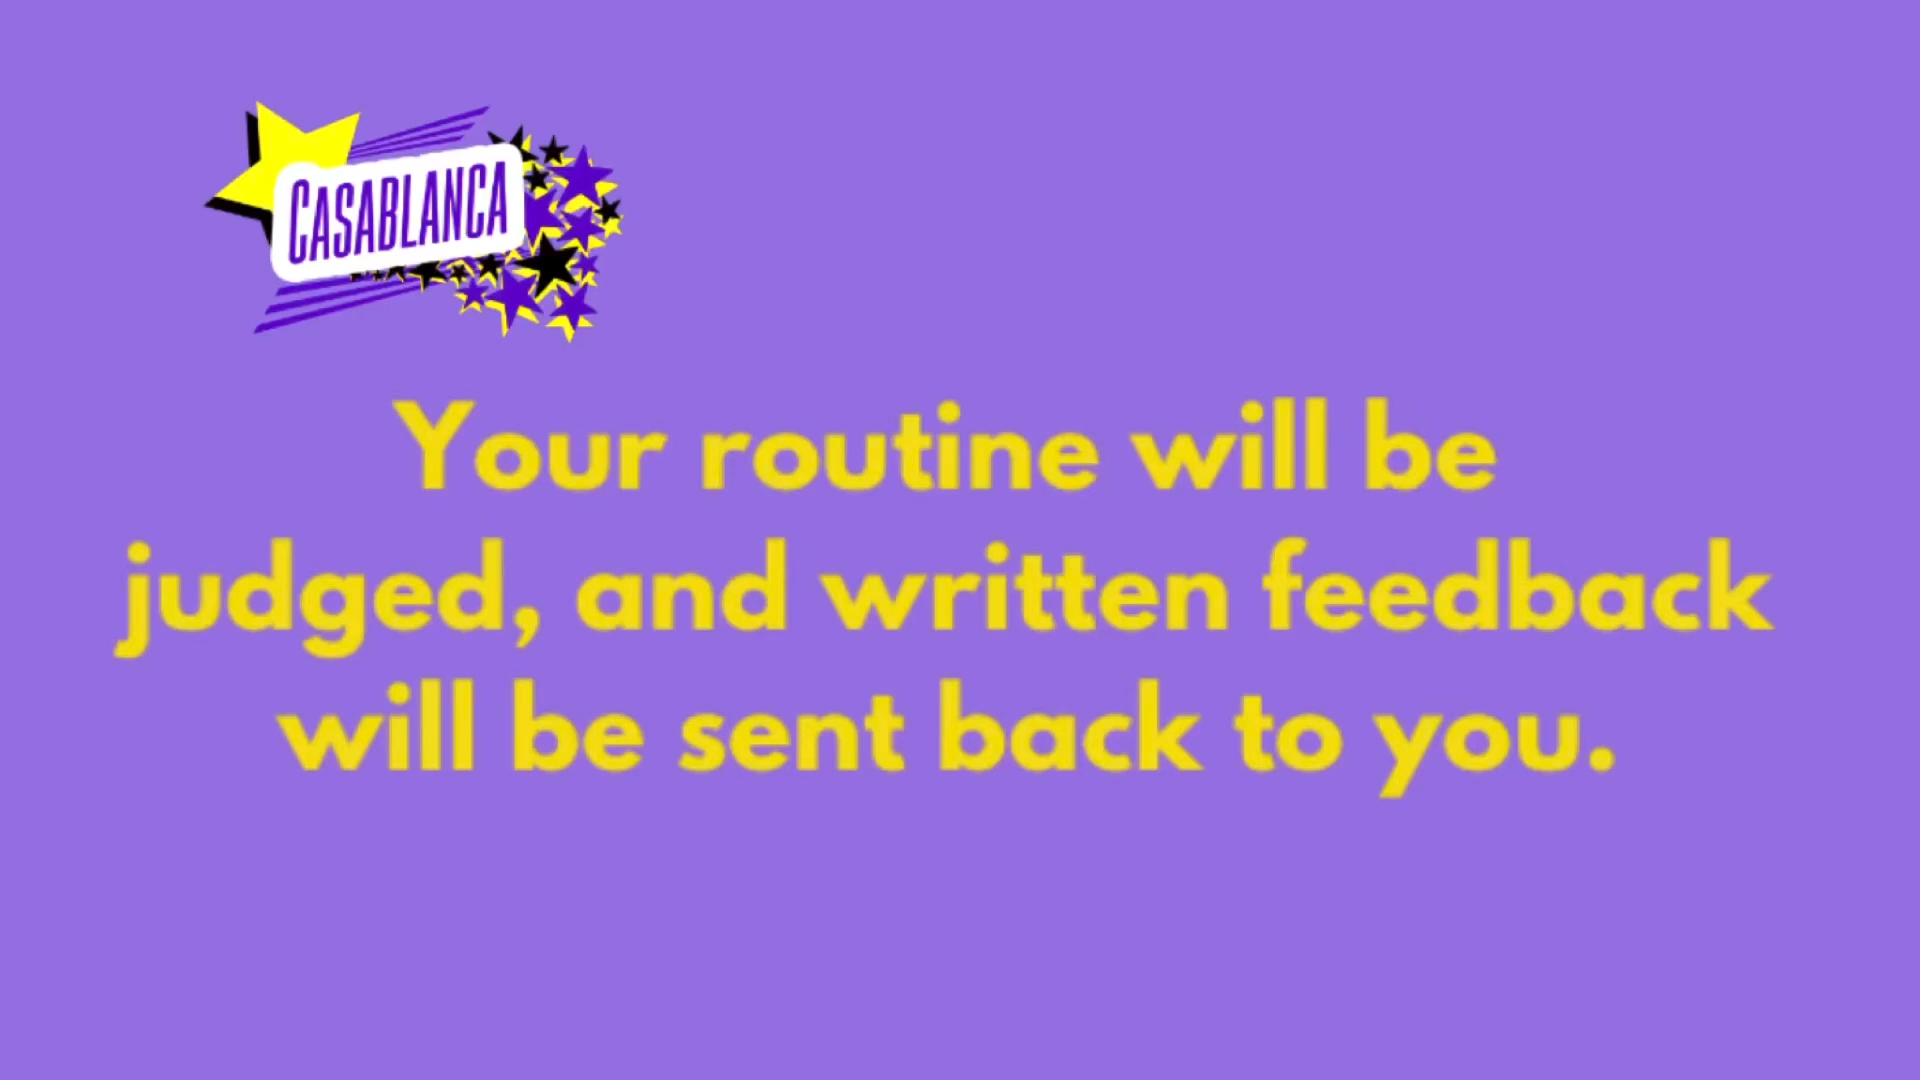 CASABLANCA
Your routine will be
judged, and written feedback
will be sent back to you.